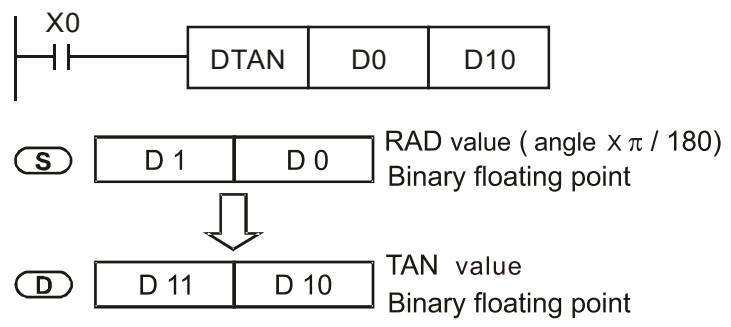 X0
DTAN D0 D10
S D 1 D 0 RAD value ( angle x π / 180)
Binary floating point
D D 11 D 10 TAN value
Binary floating point